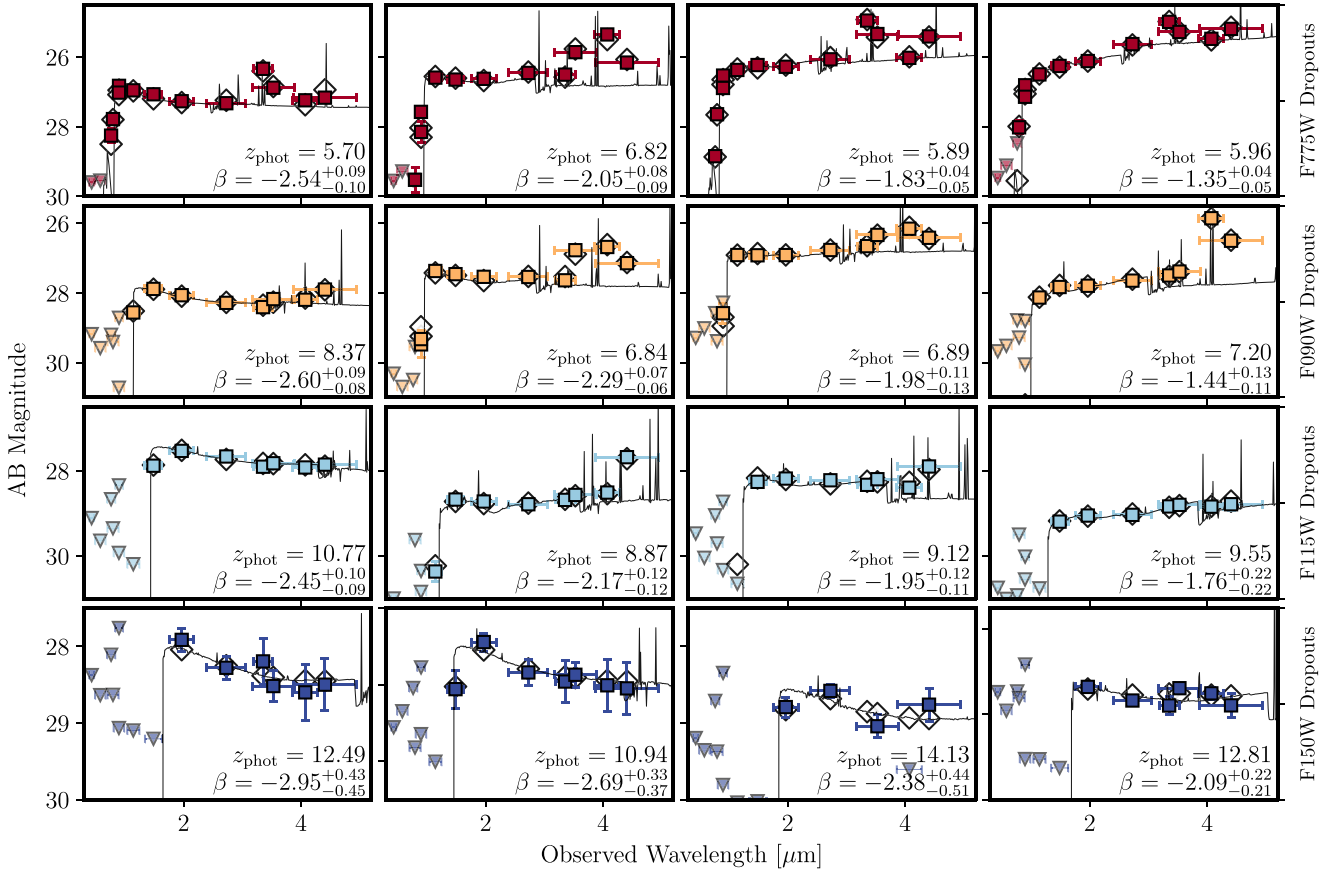 26
28
30
z_phot = 5.70
β = −2.54^{+0.09}_{−0.10}
z_phot = 6.82
β = −2.05^{+0.08}_{−0.09}
z_phot = 5.89
β = −1.83^{+0.04}_{−0.05}
z_phot = 5.96
β = −1.35^{+0.04}_{−0.05}
F775W Dropouts
26
28
30
z_phot = 8.37
β = −2.60^{+0.09}_{−0.08}
z_phot = 6.84
β = −2.29^{+0.07}_{−0.06}
z_phot = 6.89
β = −1.98^{+0.11}_{−0.13}
z_phot = 7.20
β = −1.44^{+0.13}_{−0.11}
F090W Dropouts
AB Magnitude
28
30
z_phot = 10.77
β = −2.45^{+0.10}_{−0.09}
z_phot = 8.87
β = −2.17^{+0.12}_{−0.12}
z_phot = 9.12
β = −1.95^{+0.12}_{−0.11}
z_phot = 9.55
β = −1.76^{+0.22}_{−0.22}
F115W Dropouts
28
29
30
z_phot = 12.49
β = −2.95^{+0.43}_{−0.45}
z_phot = 10.94
β = −2.69^{+0.33}_{−0.37}
z_phot = 14.13
β = −2.38^{+0.44}_{−0.51}
z_phot = 12.81
β = −2.09^{+0.22}_{−0.21}
F150W Dropouts
2 4 2 4 2 4 2 4
Observed Wavelength [μm]